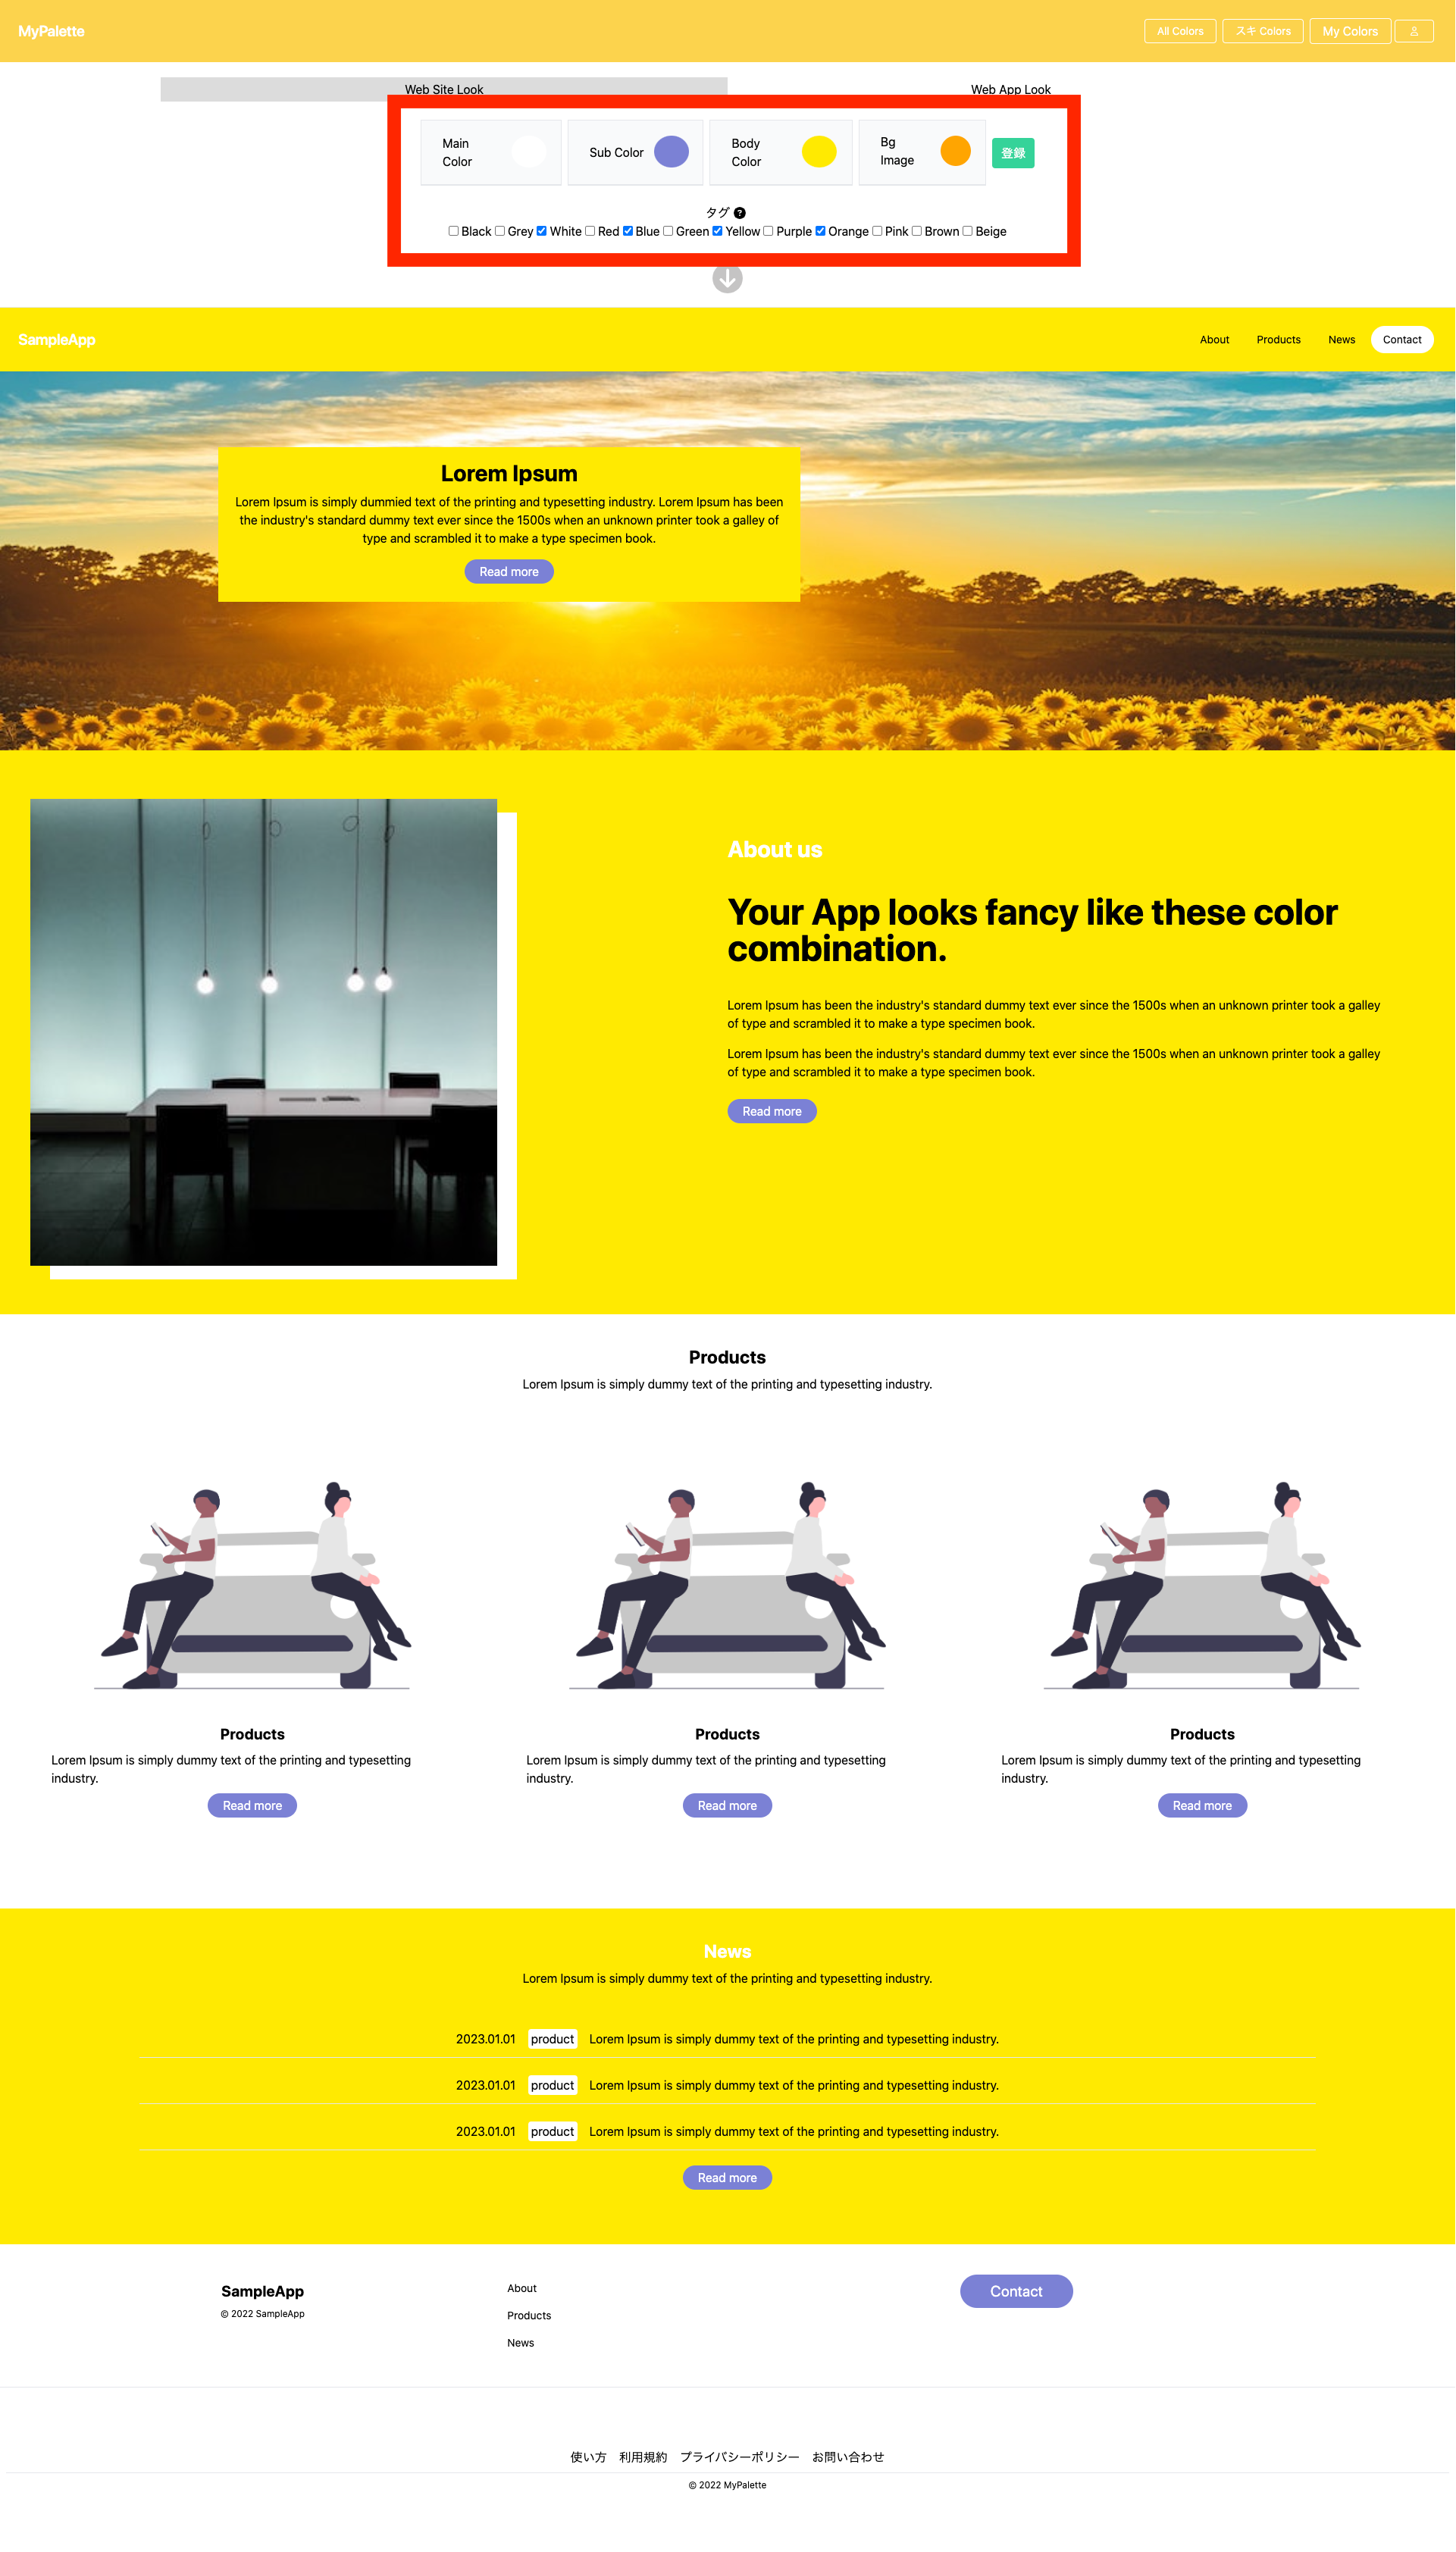 MyPalette
All Colors スキ Colors My Colors
Web Site Look Web App Look
Main
Color
Sub Color
Body
Color
Bg
Image
登録
タグ ?
Black Grey White Red Blue Green Yellow Purple Orange Pink Brown Beige
SampleApp
About Products News Contact
Lorem Ipsum
Lorem Ipsum is simply dummied text of the printing and typesetting industry. Lorem Ipsum has been
the industry's standard dummy text ever since the 1500s when an unknown printer took a galley of
type and scrambled it to make a type specimen book.
Read more
About us
Your App looks fancy like these color
combination.
Lorem Ipsum has been the industry's standard dummy text ever since the 1500s when an unknown printer took a galley
of type and scrambled it to make a type specimen book.
Lorem Ipsum has been the industry's standard dummy text ever since the 1500s when an unknown printer took a galley
of type and scrambled it to make a type specimen book.
Read more
Products
Lorem Ipsum is simply dummy text of the printing and typesetting industry.
Products
Lorem Ipsum is simply dummy text of the printing and typesetting
industry.
Read more
Products
Lorem Ipsum is simply dummy text of the printing and typesetting
industry.
Read more
Products
Lorem Ipsum is simply dummy text of the printing and typesetting
industry.
Read more
News
Lorem Ipsum is simply dummy text of the printing and typesetting industry.
2023.01.01 product Lorem Ipsum is simply dummy text of the printing and typesetting industry.
2023.01.01 product Lorem Ipsum is simply dummy text of the printing and typesetting industry.
2023.01.01 product Lorem Ipsum is simply dummy text of the printing and typesetting industry.
Read more
SampleApp
© 2022 SampleApp
About
Products
News
Contact
使い方 利用規約 プライバシーポリシー お問い合わせ
© 2022 MyPalette